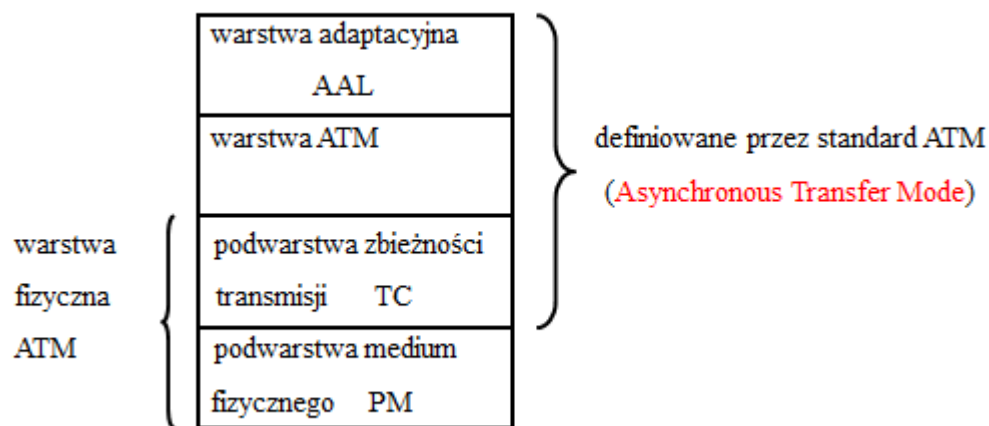 warstwa adaptacyjna
AAL
warstwa ATM
definiowane przez standard ATM
(Asynchronous Transfer Mode)
warstwa
fizyczna
ATM
podwarstwa zbieżności
transmisji TC
podwarstwa medium
fizycznego PM